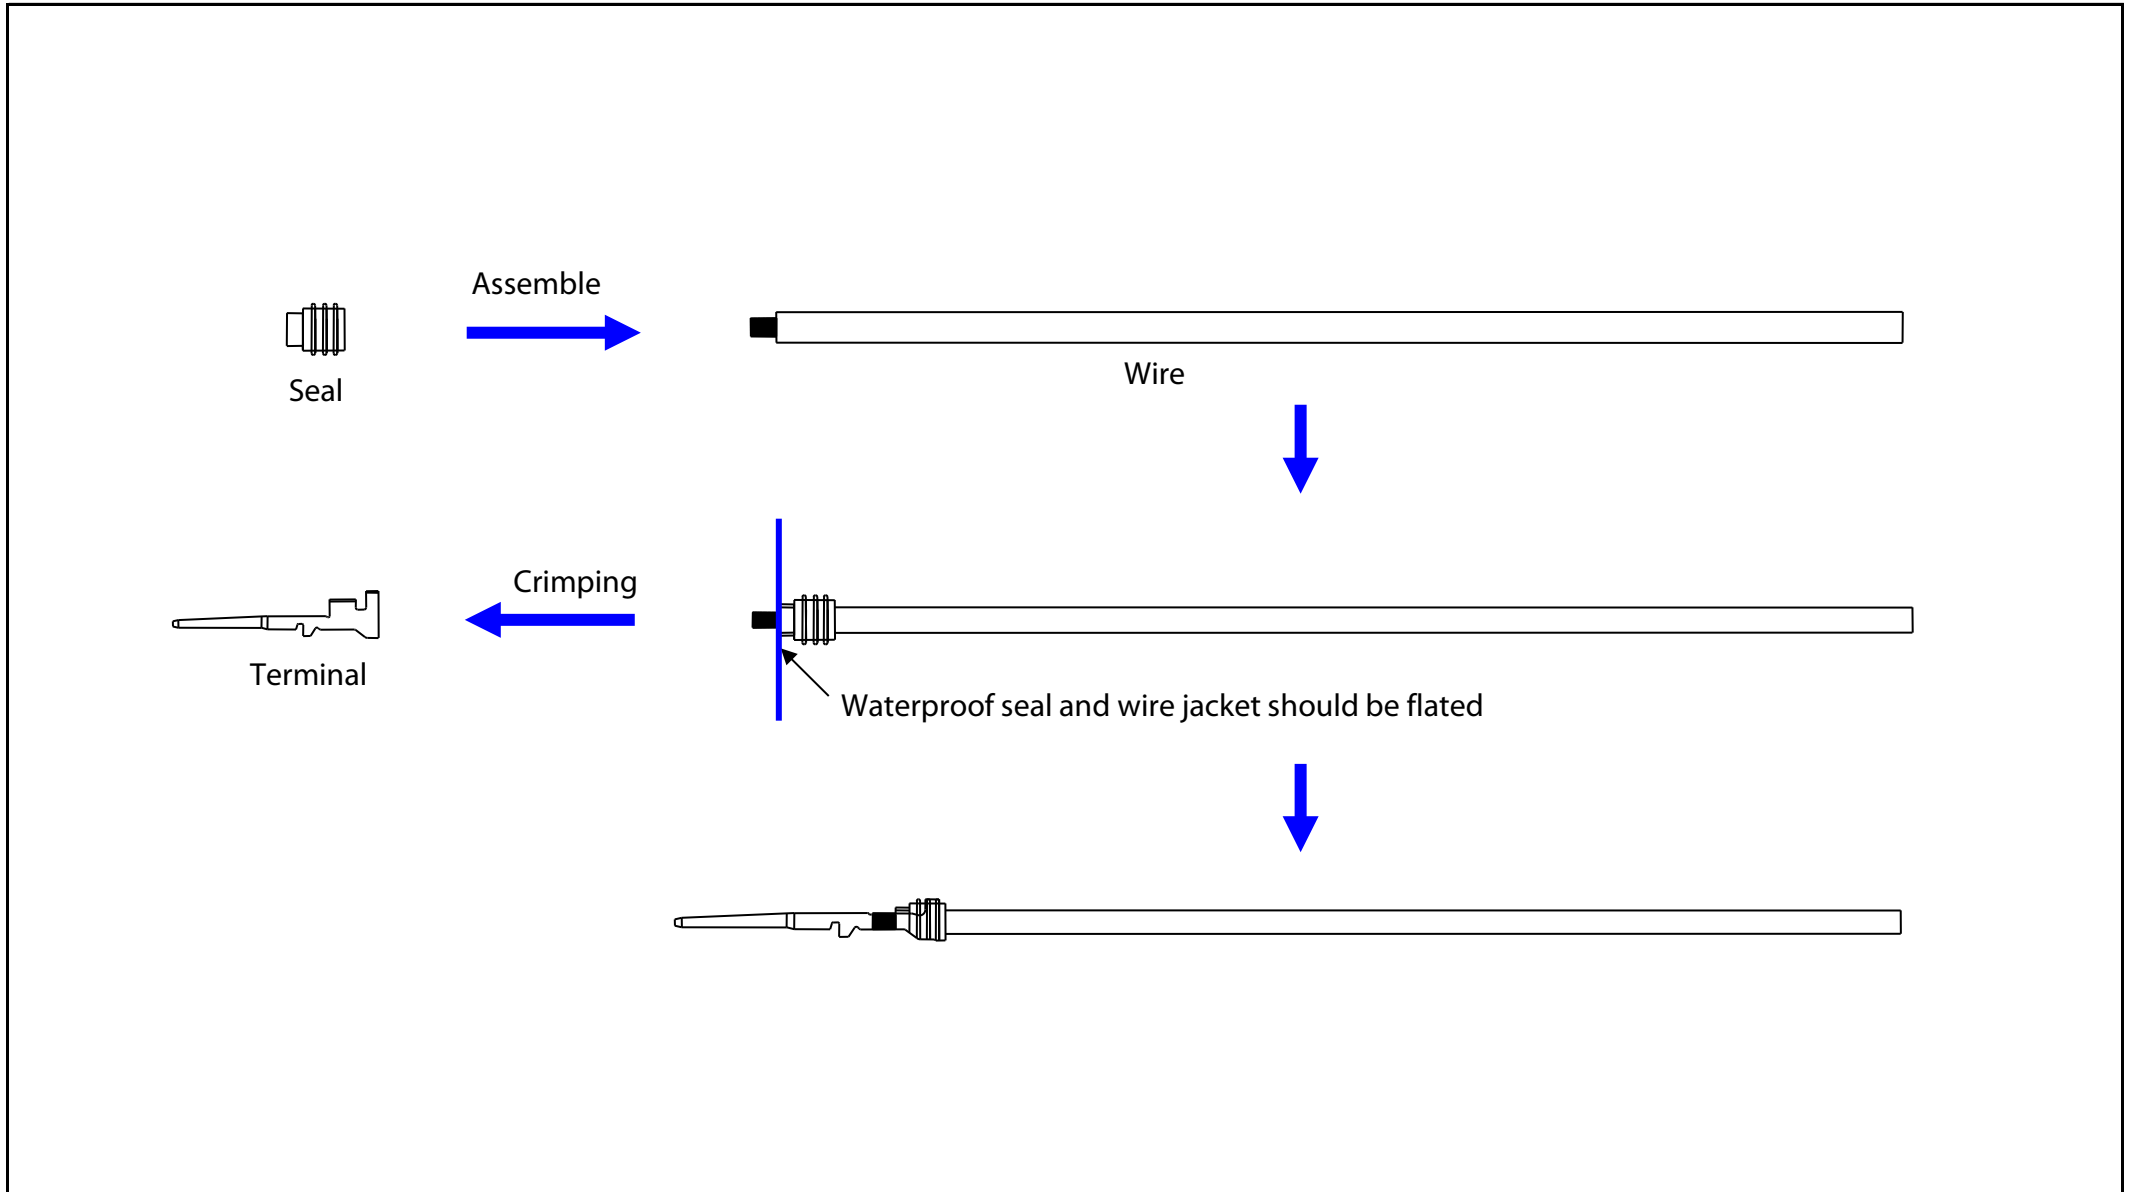 Assemble
Seal
Wire
Crimping
Terminal
Waterproof seal and wire jacket should be flated